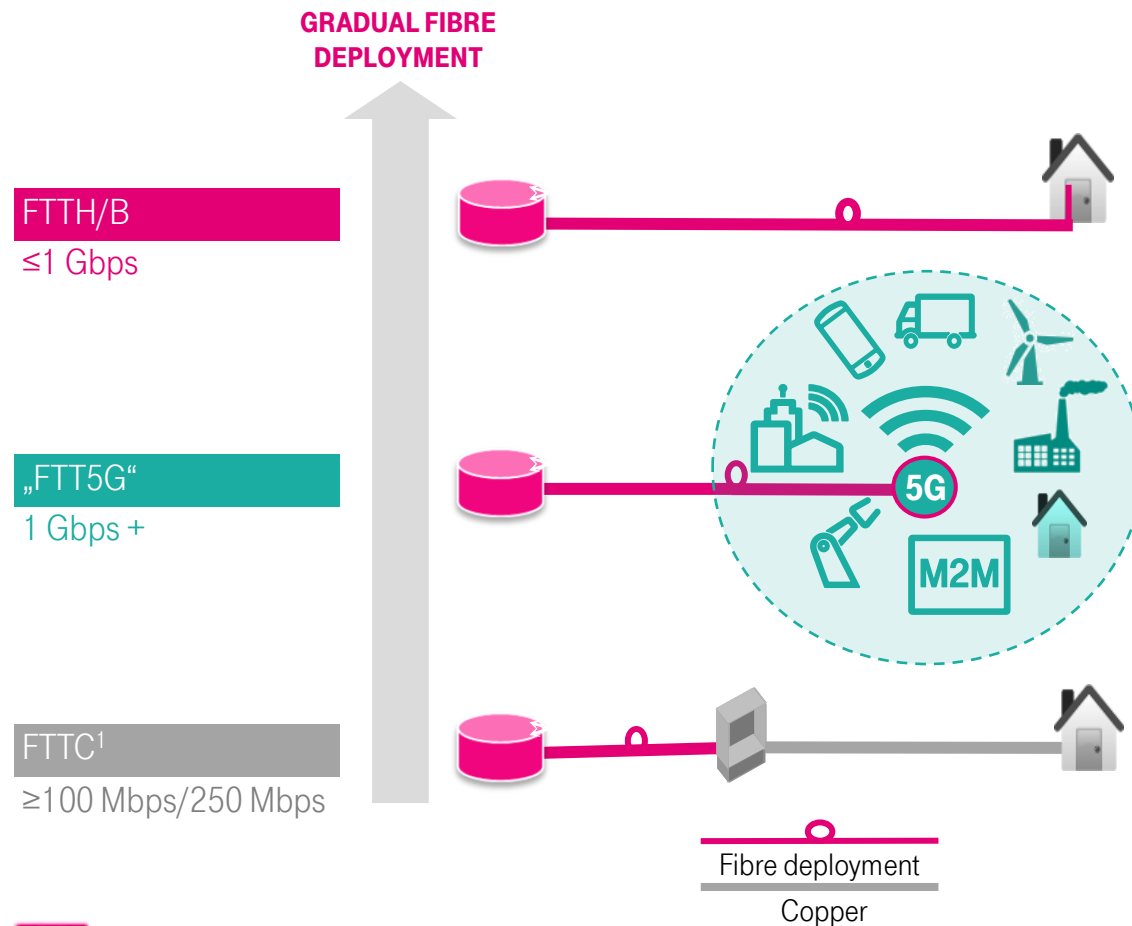 GRADUAL FIBRE
DEPLOYMENT
FTTH/B
≤1 Gbps
„FTT5G“
1 Gbps +
5G
M2M
FTTC¹
≥100 Mbps/250 Mbps
Fibre deployment
Copper